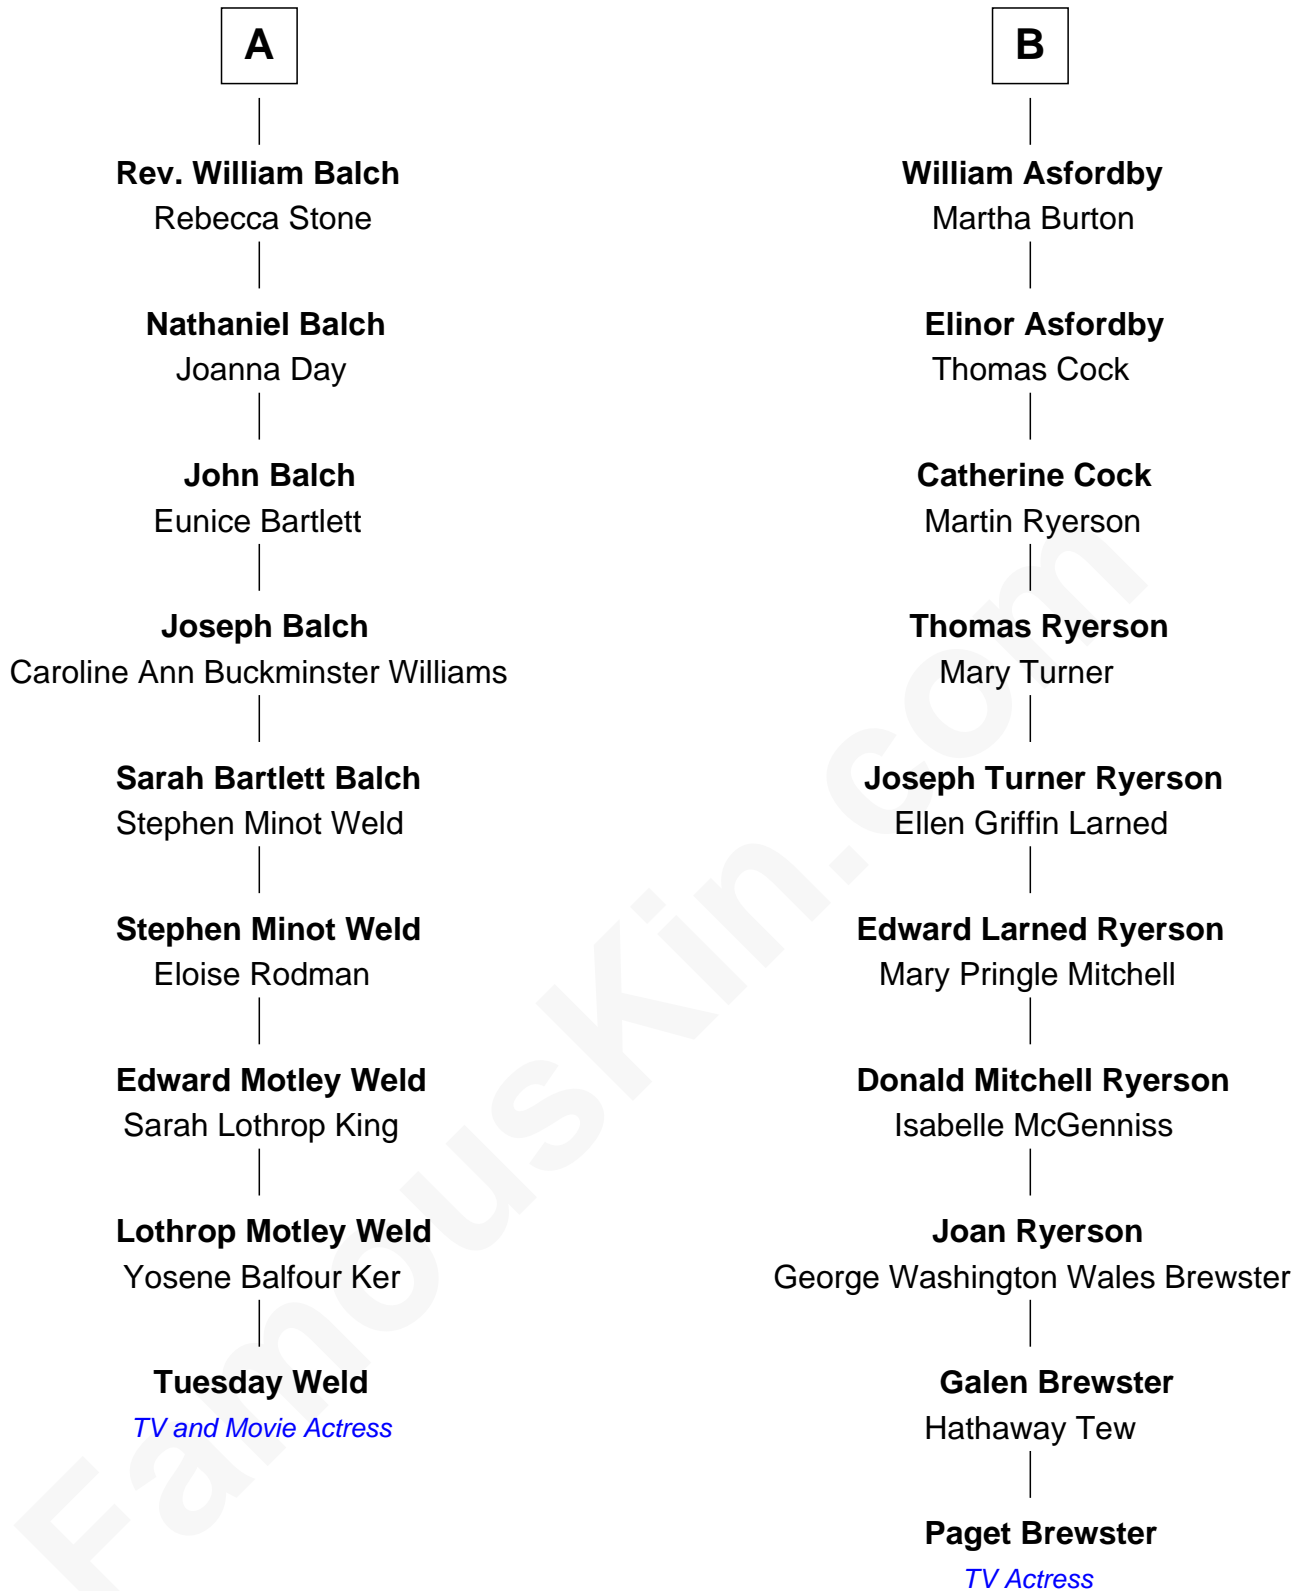 A
Rev. William Balch
Rebecca Stone
Nathaniel Balch
Joanna Day
John Balch
Eunice Bartlett
Joseph Balch
Caroline Ann Buckminster Williams
Sarah Bartlett Balch
Stephen Minot Weld
Stephen Minot Weld
Eloise Rodman
Edward Motley Weld
Sarah Lothrop King
Lothrop Motley Weld
Yosene Balfour Ker
Tuesday Weld
TV and Movie Actress
B
William Asfordby
Martha Burton
Elinor Asfordby
Thomas Cock
Catherine Cock
Martin Ryerson
Thomas Ryerson
Mary Turner
Joseph Turner Ryerson
Ellen Griffin Larned
Edward Larned Ryerson
Mary Pringle Mitchell
Donald Mitchell Ryerson
Isabelle McGenniss
Joan Ryerson
George Washington Wales Brewster
Galen Brewster
Hathaway Tew
Paget Brewster
TV Actress
FamousKin.com